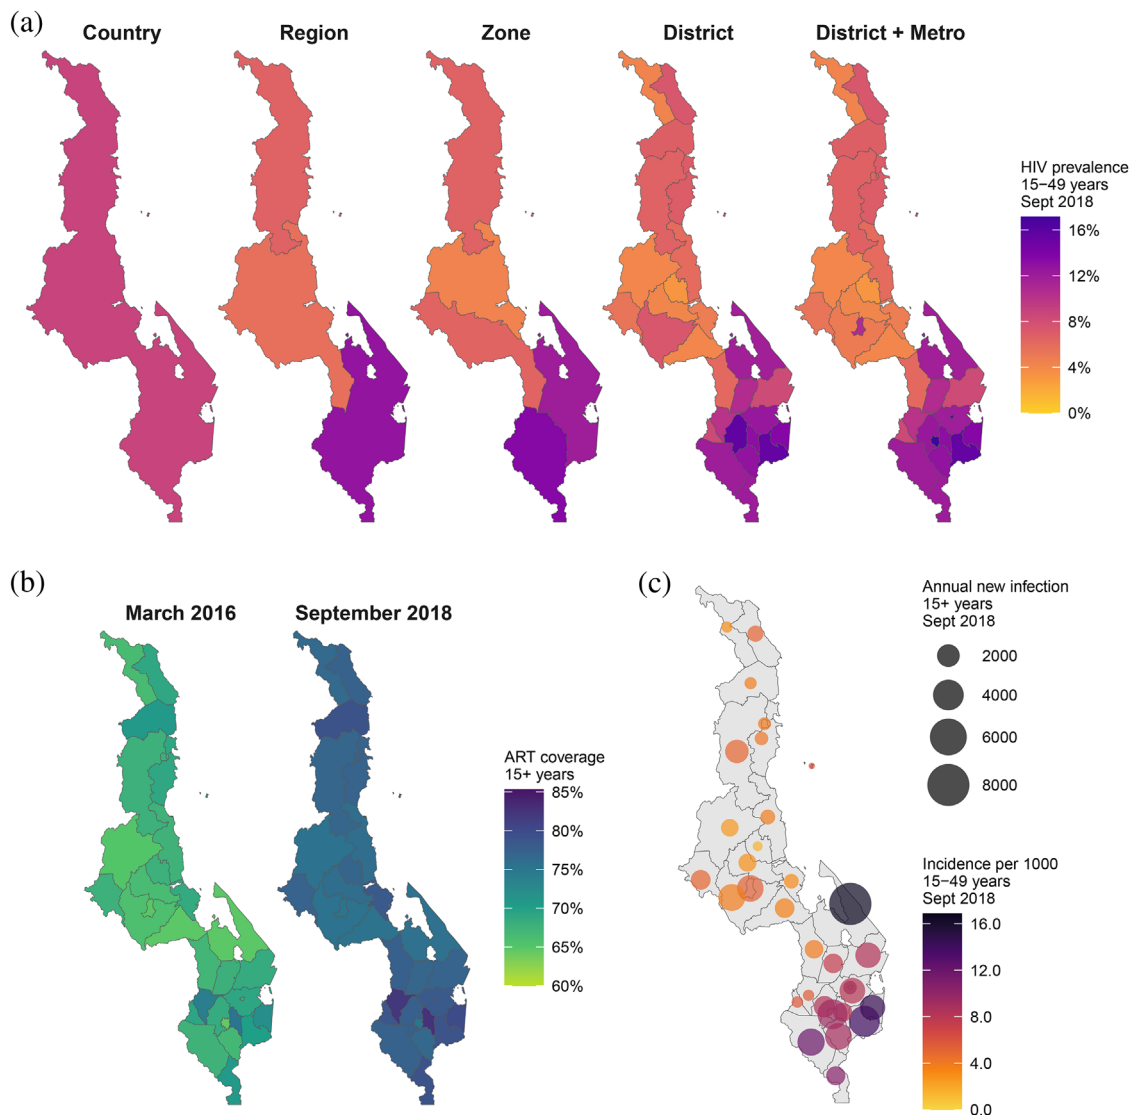 (a)
Country
Region
Zone
District
District + Metro
HIV prevalence
15−49 years
Sept 2018
16%
12%
8%
4%
0%
(b)
March 2016
September 2018
ART coverage
15+ years
85%
80%
75%
70%
65%
60%
(c)
Annual new infection
15+ years
Sept 2018
2000
4000
6000
8000
Incidence per 1000
15−49 years
Sept 2018
16.0
12.0
8.0
4.0
0.0